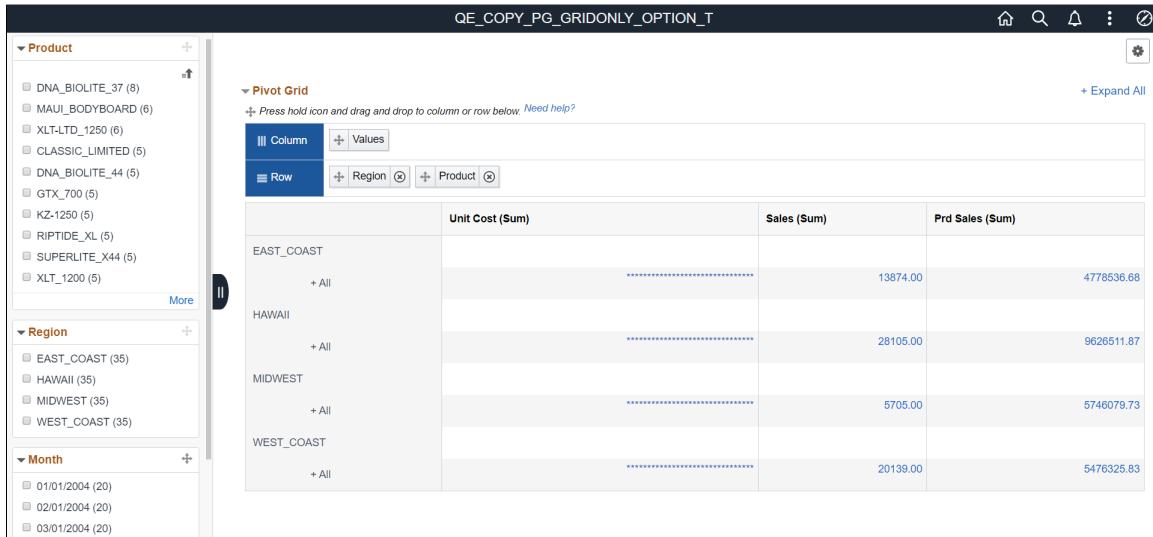 QE_COPY_PG_GRIDONLY_OPTION_T
Product
DNA_BIOLITE_37 (8)
MAUI_BODYBOARD (6)
XLT-LTD_1250 (6)
CLASSIC_LIMITED (5)
DNA_BIOLITE_44 (5)
GTX_700 (5)
KZ-1250 (5)
RIPTIDE_XL (5)
SUPERLITE_X44 (5)
XLT_1200 (5)
More
Region
EAST_COAST (35)
HAWAII (35)
MIDWEST (35)
WEST_COAST (35)
Month
01/01/2004 (20)
02/01/2004 (20)
03/01/2004 (20)
Pivot Grid
+ Expand All
Press hold icon and drag and drop to column or row below. Need help?
Column Values
Row Region Product
Unit Cost (Sum) Sales (Sum) Prd Sales (Sum)
EAST_COAST
+ All ****************************** 13874.00 4778536.68
HAWAII
+ All ****************************** 28105.00 9626511.87
MIDWEST
+ All ****************************** 5705.00 5746079.73
WEST_COAST
+ All ****************************** 20139.00 5476325.83